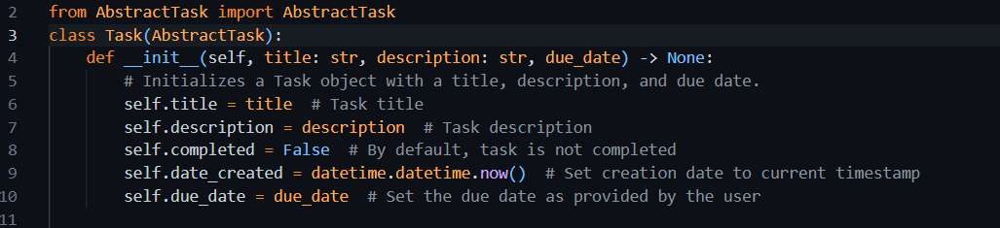 2 from AbstractTask import AbstractTask
3 class Task(AbstractTask):
4     def __init__(self, title: str, description: str, due_date) -> None:
5         # Initializes a Task object with a title, description, and due date.
6         self.title = title  # Task title
7         self.description = description  # Task description
8         self.completed = False  # By default, task is not completed
9         self.date_created = datetime.datetime.now()  # Set creation date to current timestamp
10         self.due_date = due_date  # Set the due date as provided by the user
11